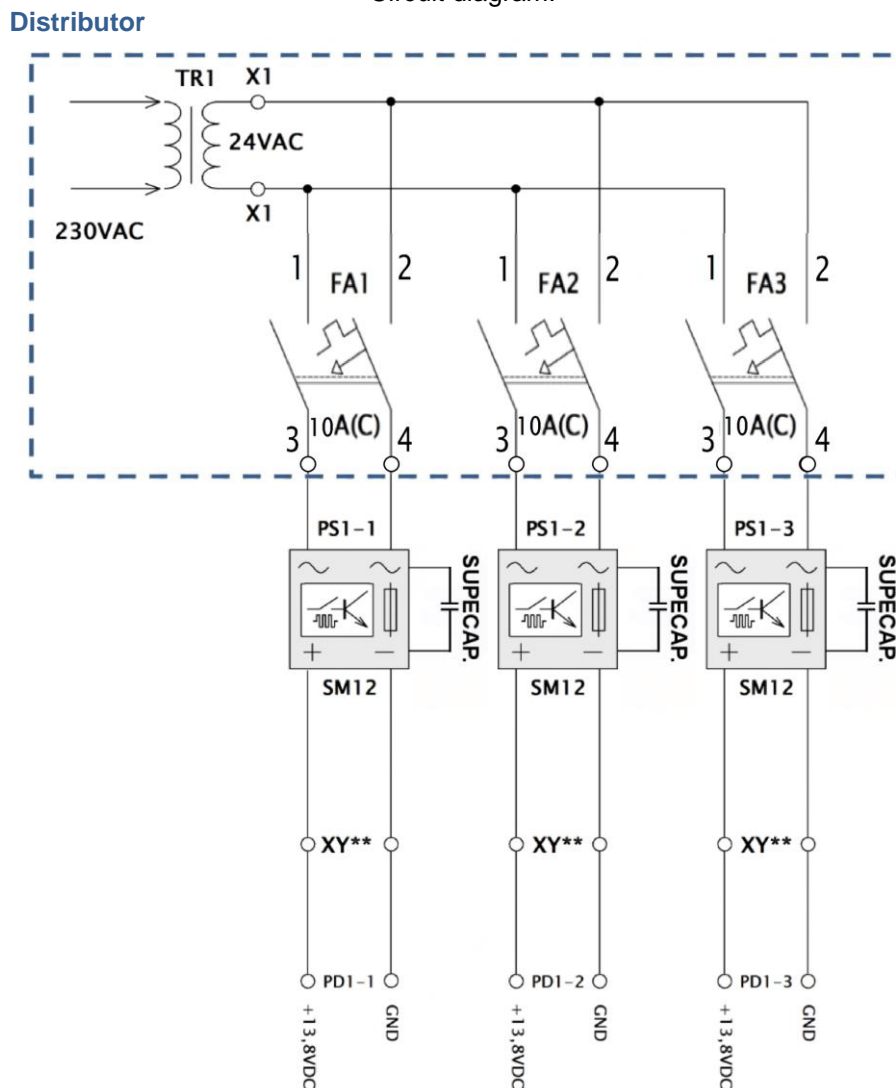 Circuit diagram:
Distributor
TR1 X1
24VAC
X1
230VAC
1 2 1 2 1 2
FA1 FA2 FA3
10A(C) 10A(C) 10A(C)
3 4 3 4 3 4
PS1-1 PS1-2 PS1-3
SUPECAP. SUPECAP. SUPECAP.
+ − + − + −
SM12 SM12 SM12
XY** XY** XY**
PD1-1 PD1-2 PD1-3
+13,8VDC GND +13,8VDC GND +13,8VDC GND